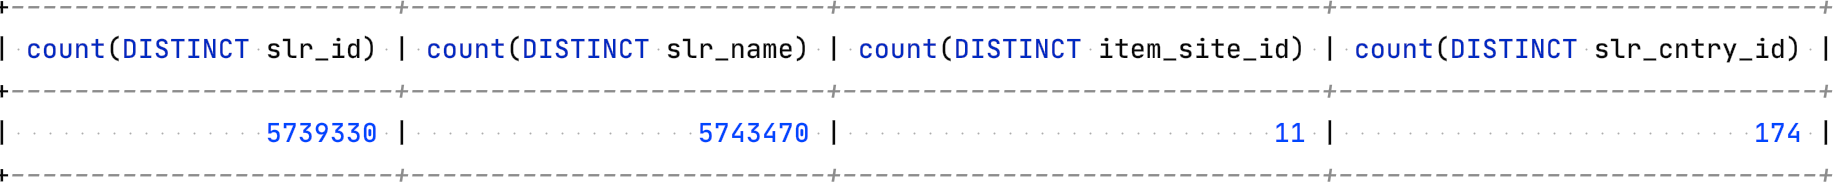 +------------------------+--------------------------+------------------------------+------------------------------+
| count(DISTINCT slr_id) | count(DISTINCT slr_name) | count(DISTINCT item_site_id) | count(DISTINCT slr_cntry_id) |
+------------------------+--------------------------+------------------------------+------------------------------+
|                5739330 |                  5743470 |                           11 |                          174 |
+------------------------+--------------------------+------------------------------+------------------------------+